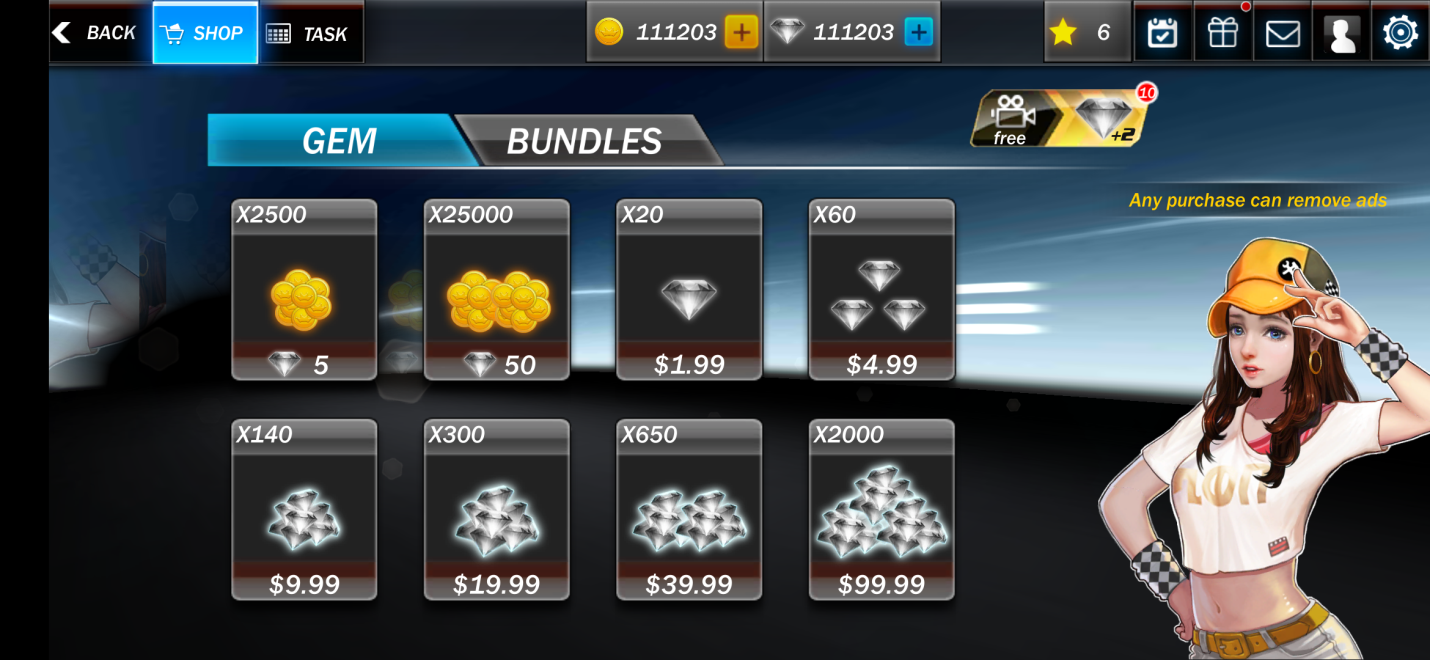 BACK
SHOP
TASK
111203
111203
6
GEM
BUNDLES
free
+2
10
Any purchase can remove ads
X2500
5
X25000
50
X20
$1.99
X60
$4.99
X140
$9.99
X300
$19.99
X650
$39.99
X2000
$99.99